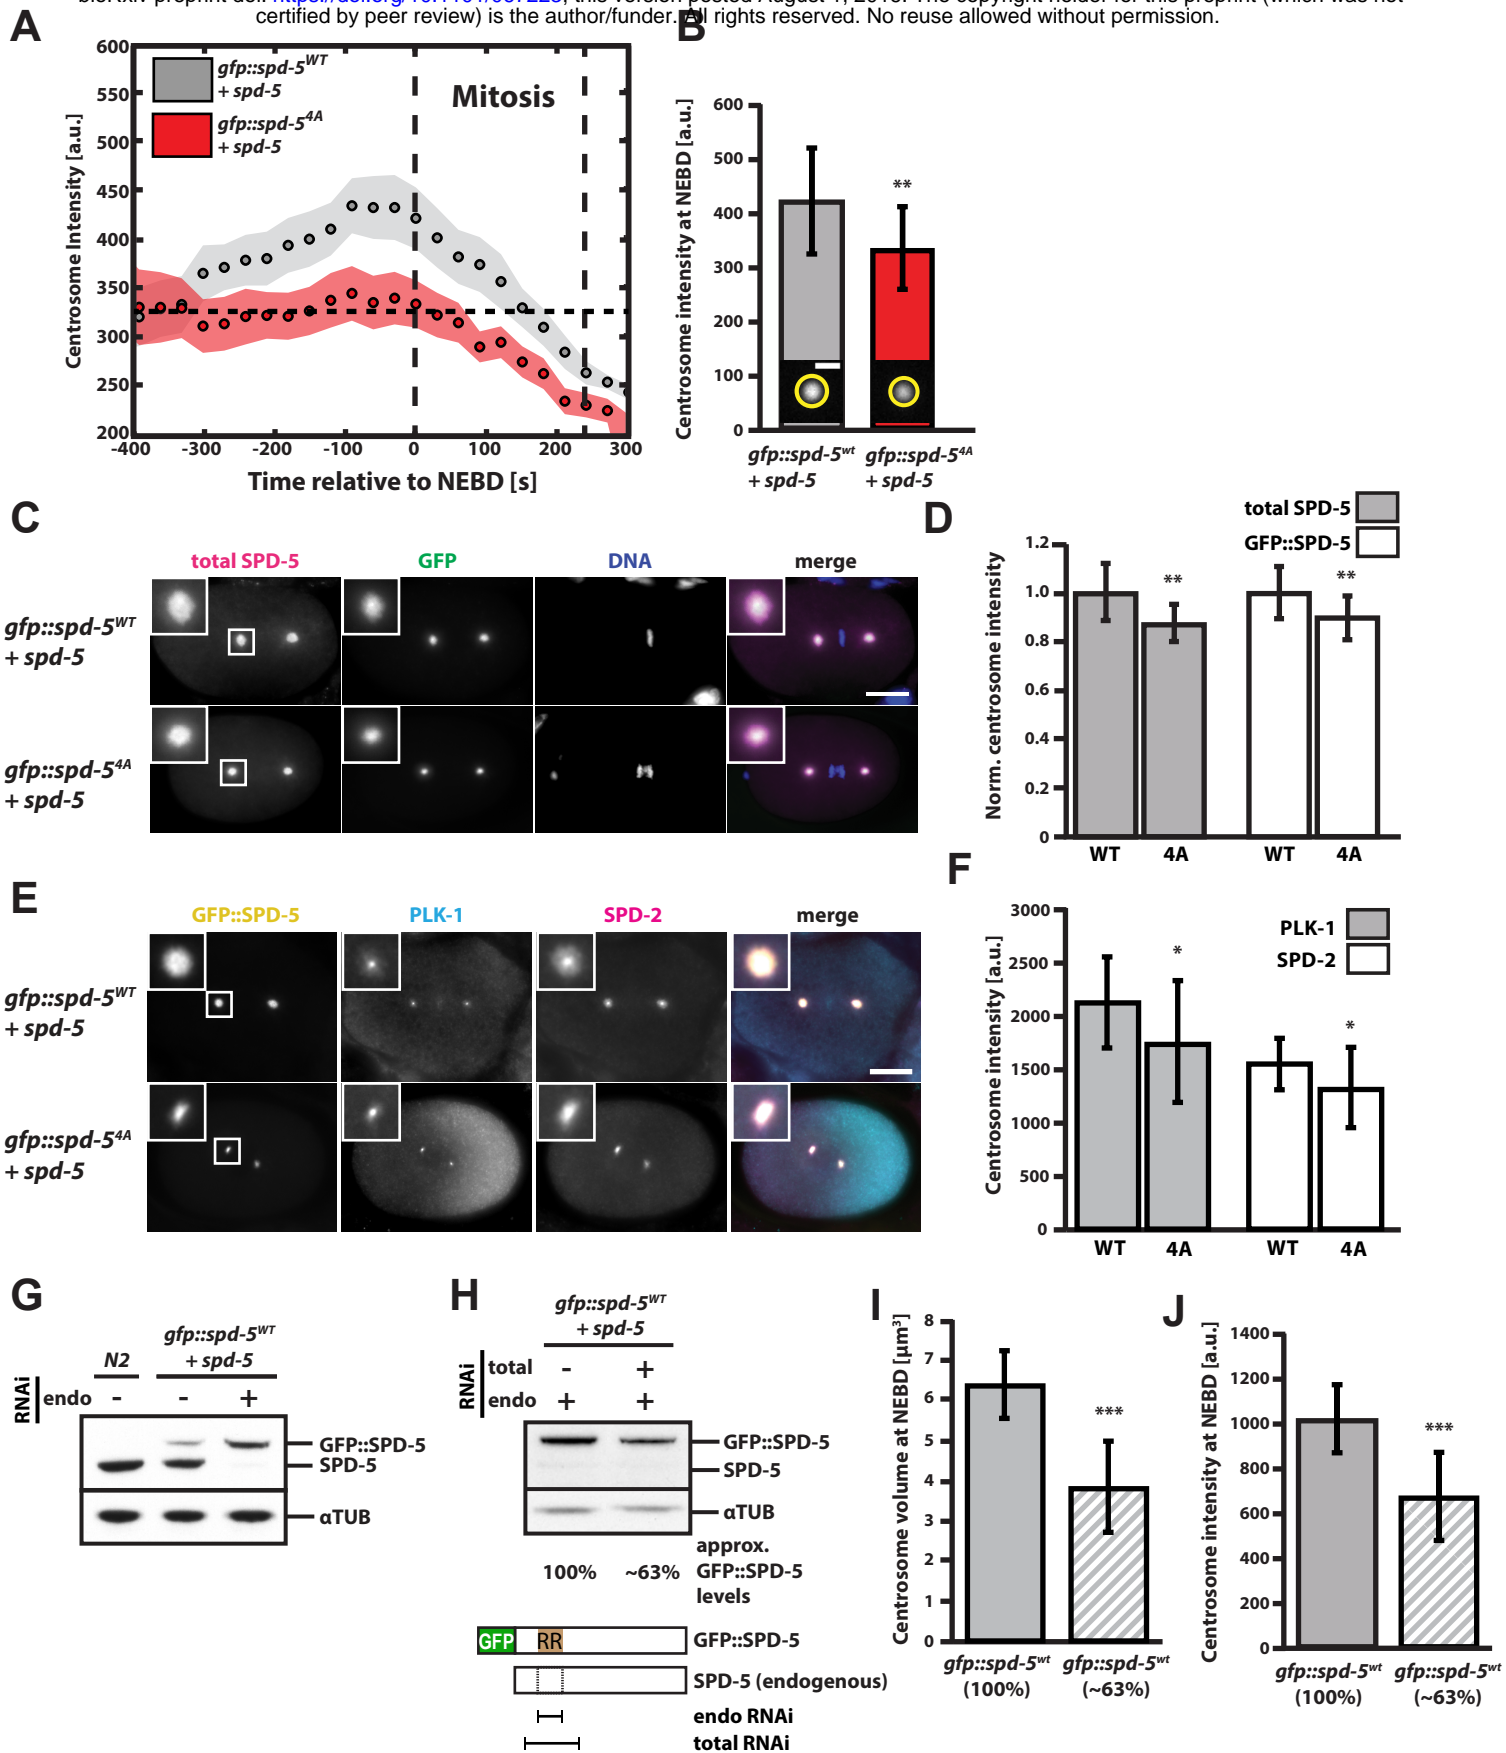 certified by peer review) is the author/funder. All rights reserved. No reuse allowed without permission.
A
600
550
500
450
400
350
300
250
200
Centrosome Intensity [a.u.]
gfp::spd-5WT
+ spd-5
gfp::spd-54A
+ spd-5
Mitosis
-400 -300 -200 -100 0 100 200 300
Time relative to NEBD [s]
B
600
500
400
300
200
100
0
Centrosome intensity at NEBD [a.u.]
**
gfp::spd-5wt gfp::spd-54A
+ spd-5 + spd-5
C
total SPD-5 GFP DNA merge
gfp::spd-5WT
+ spd-5
gfp::spd-54A
+ spd-5
D
total SPD-5
GFP::SPD-5
1.2
1.0
0.8
0.6
0.4
0.2
0
Norm. centrosome intensity
** **
WT 4A WT 4A
E
GFP::SPD-5 PLK-1 SPD-2 merge
gfp::spd-5WT
+ spd-5
gfp::spd-54A
+ spd-5
F
PLK-1
SPD-2
3000
2500
2000
1500
1000
500
0
Centrosome intensity [a.u.]
* *
WT 4A WT 4A
G
gfp::spd-5WT
N2 + spd-5
RNAi
endo - - +
GFP::SPD-5
SPD-5
αTUB
H
gfp::spd-5WT
+ spd-5
RNAi
total - +
endo + +
GFP::SPD-5
SPD-5
αTUB
approx.
100% ~63% GFP::SPD-5
levels
GFP RR GFP::SPD-5
SPD-5 (endogenous)
endo RNAi
total RNAi
I
8
7
6
5
4
3
2
1
0
Centrosome volume at NEBD [µm3]
***
gfp::spd-5wt gfp::spd-5wt
(100%) (~63%)
J
1400
1200
1000
800
600
400
200
0
Centrosome intensity at NEBD [a.u.]
***
gfp::spd-5wt gfp::spd-5wt
(100%) (~63%)